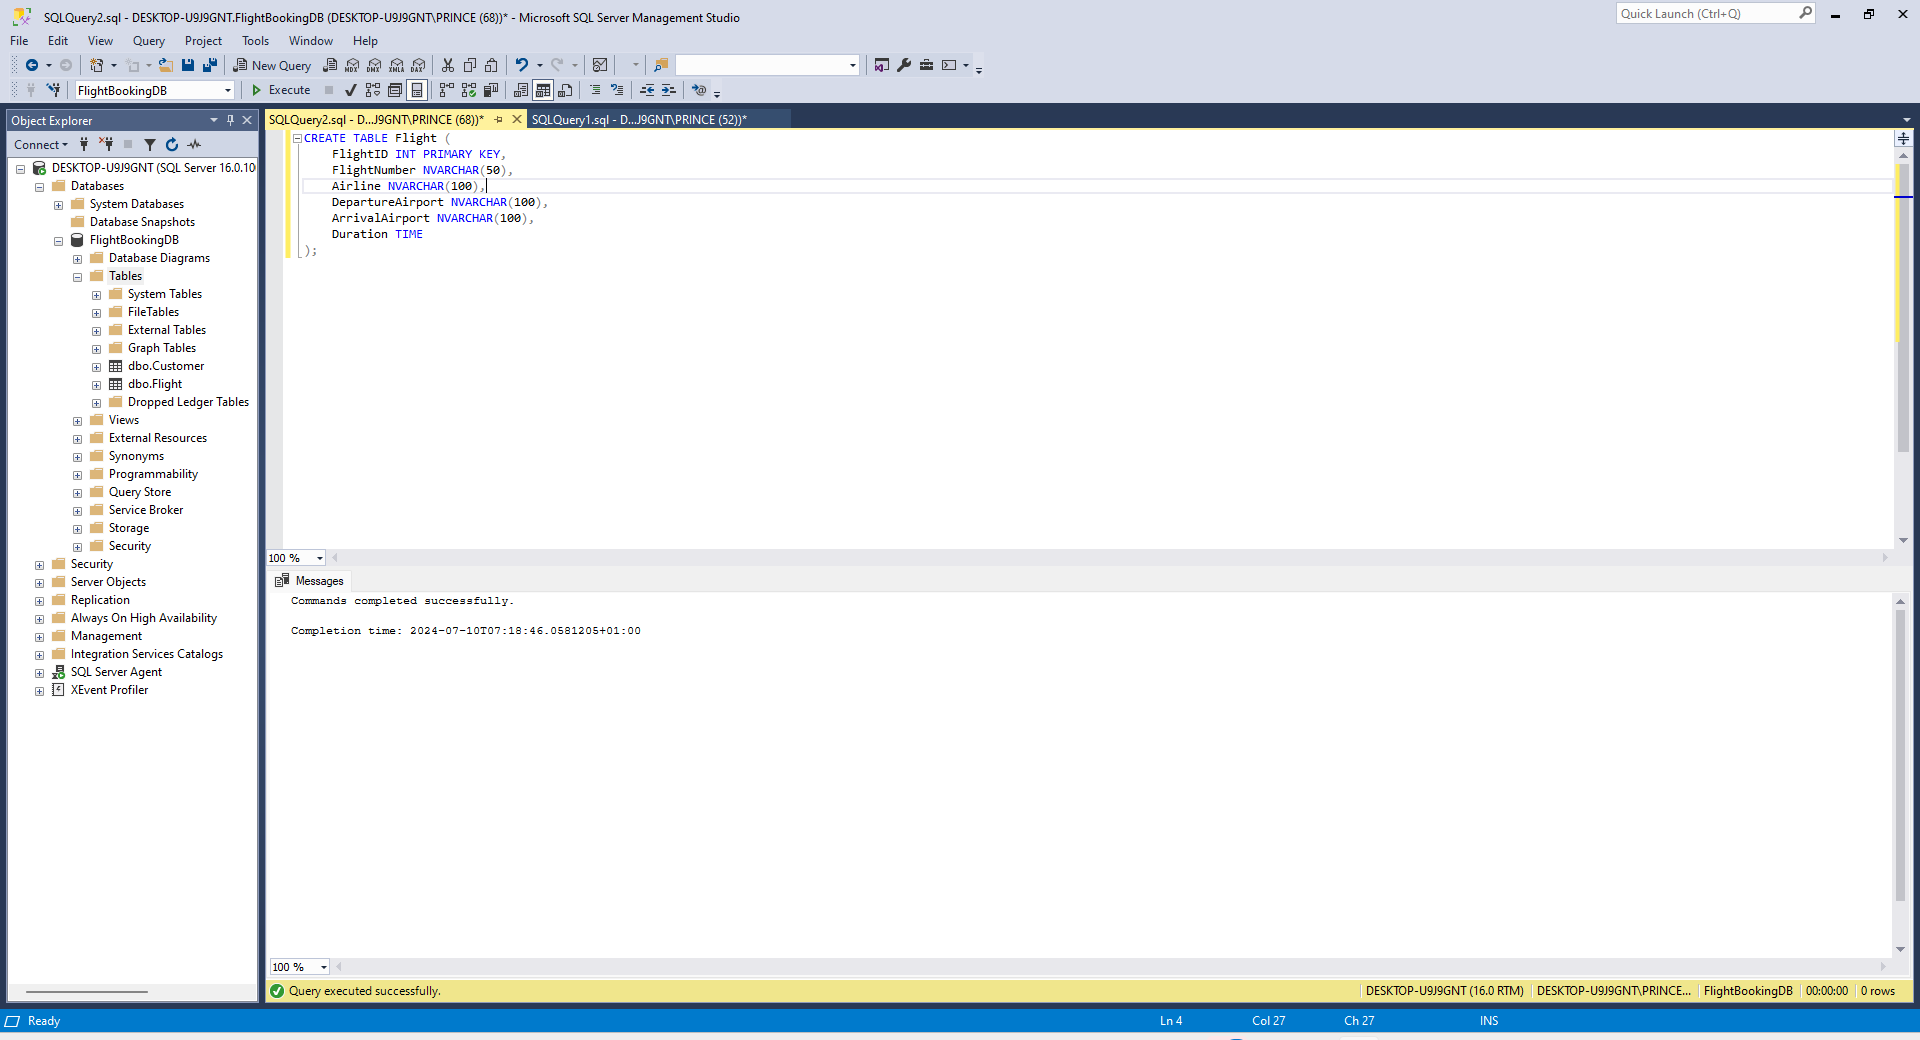 SQLQuery2.sql - DESKTOP-U9J9GNT.FlightBookingDB (DESKTOP-U9J9GNT\PRINCE (68))* - Microsoft SQL Server Management Studio
Quick Launch (Ctrl+Q)
File Edit View Query Project Tools Window Help
New Query
MDX DMX XMLA DAX
FlightBookingDB
Execute
Object Explorer
Connect
DESKTOP-U9J9GNT (SQL Server 16.0.10
Databases
System Databases
Database Snapshots
FlightBookingDB
Database Diagrams
Tables
System Tables
FileTables
External Tables
Graph Tables
dbo.Customer
dbo.Flight
Dropped Ledger Tables
Views
External Resources
Synonyms
Programmability
Query Store
Service Broker
Storage
Security
Security
Server Objects
Replication
Always On High Availability
Management
Integration Services Catalogs
SQL Server Agent
XEvent Profiler
SQLQuery2.sql - D...J9GNT\PRINCE (68))*
SQLQuery1.sql - D...J9GNT\PRINCE (52))*
CREATE TABLE Flight (
FlightID INT PRIMARY KEY,
FlightNumber NVARCHAR(50),
Airline NVARCHAR(100),
DepartureAirport NVARCHAR(100),
ArrivalAirport NVARCHAR(100),
Duration TIME
);
100 %
Messages
Commands completed successfully.
Completion time: 2024-07-10T07:18:46.0581205+01:00
100 %
Query executed successfully.
DESKTOP-U9J9GNT (16.0 RTM)
DESKTOP-U9J9GNT\PRINCE...
FlightBookingDB
00:00:00
0 rows
Ready
Ln 4
Col 27
Ch 27
INS